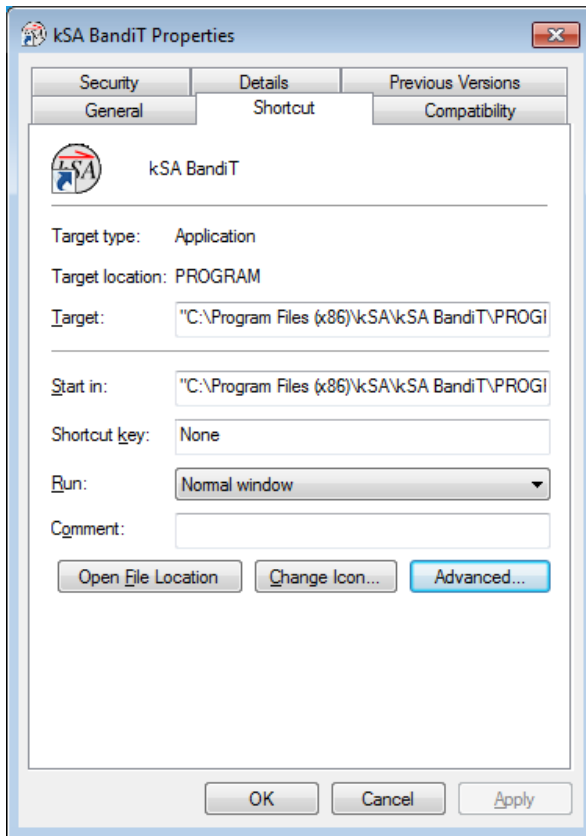 kSA BandiT Properties
Security Details Previous Versions
General Shortcut Compatibility
kSA kSA BandiT
Target type: Application
Target location: PROGRAM
Target: "C:\Program Files (x86)\kSA\kSA BandiT\PROGI
Start in: "C:\Program Files (x86)\kSA\kSA BandiT\PROGI
Shortcut key: None
Run: Normal window
Comment:
Open File Location Change Icon... Advanced...
OK Cancel Apply